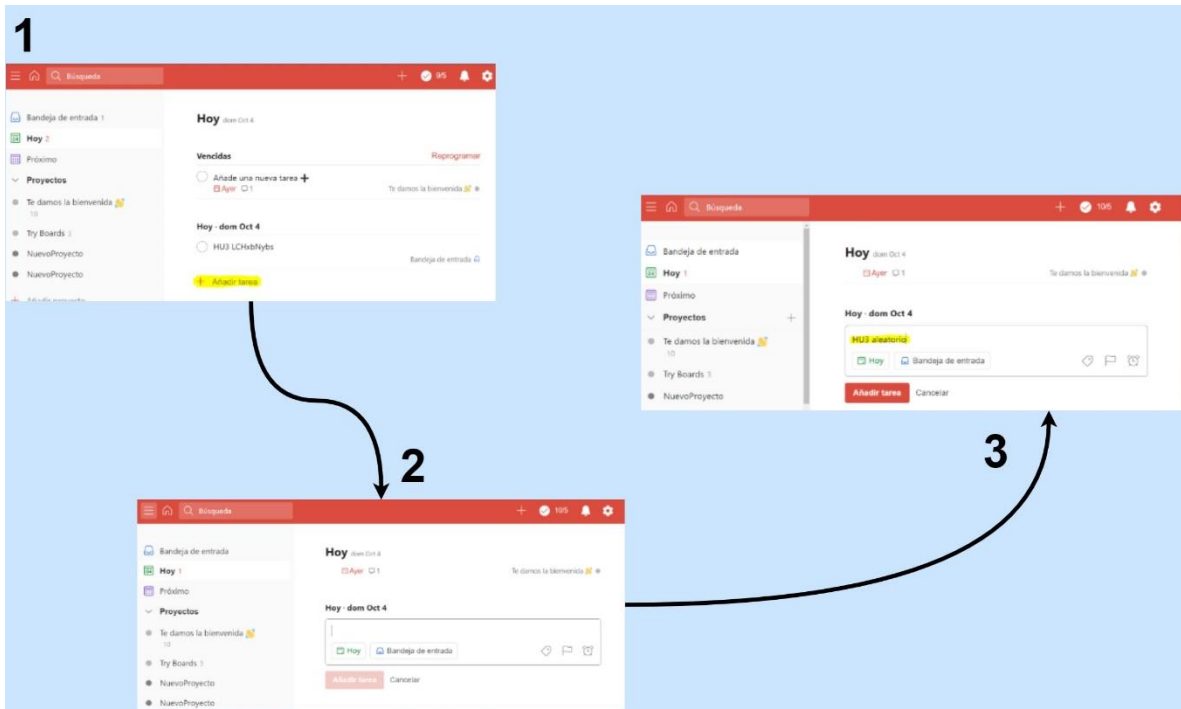 1
Búsqueda
9/5
Bandeja de entrada 1
Hoy 2
Próximo
Proyectos
Te damos la bienvenida
10
Try Boards 3
NuevoProyecto
NuevoProyecto
Añadir proyecto
Hoy dom Oct 4
Vencidas
Reprogramar
Añade una nueva tarea
Ayer 1
Te damos la bienvenida
Hoy · dom Oct 4
HU3 LCHxbNybs
Bandeja de entrada
+ Añadir tarea
2
Búsqueda
10/5
Bandeja de entrada
Hoy 1
Próximo
Proyectos
Te damos la bienvenida
10
Try Boards 3
NuevoProyecto
NuevoProyecto
Hoy dom Oct 4
Ayer 1
Te damos la bienvenida
Hoy · dom Oct 4
Hoy
Bandeja de entrada
Añadir tarea
Cancelar
3
Búsqueda
10/5
Bandeja de entrada
Hoy 1
Próximo
Proyectos
Te damos la bienvenida
10
Try Boards 3
NuevoProyecto
Hoy dom Oct 4
Ayer 1
Te damos la bienvenida
Hoy · dom Oct 4
HU3 aleatorio
Hoy
Bandeja de entrada
Añadir tarea
Cancelar